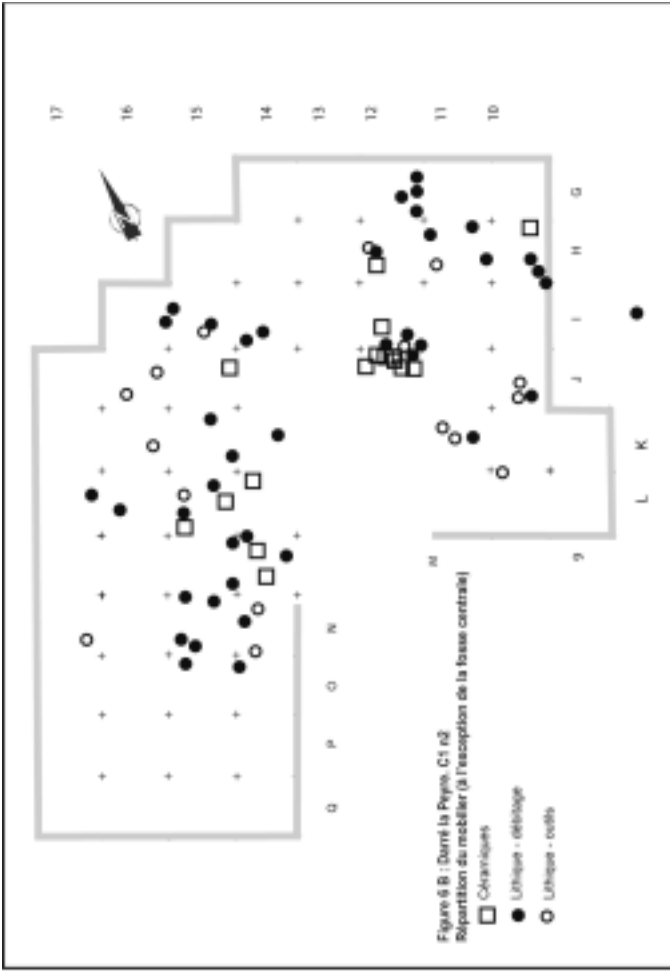 17
16
15
14
13
12
11
10
9
G
H
I
J
K
L
M
N
O
P
Q
Figure 6 B : Darré la Peyre. C1 n2
Répartition du mobilier (à l'exception de la fosse centrale)
Céramiques
Lithique - débitage
Lithique - outils